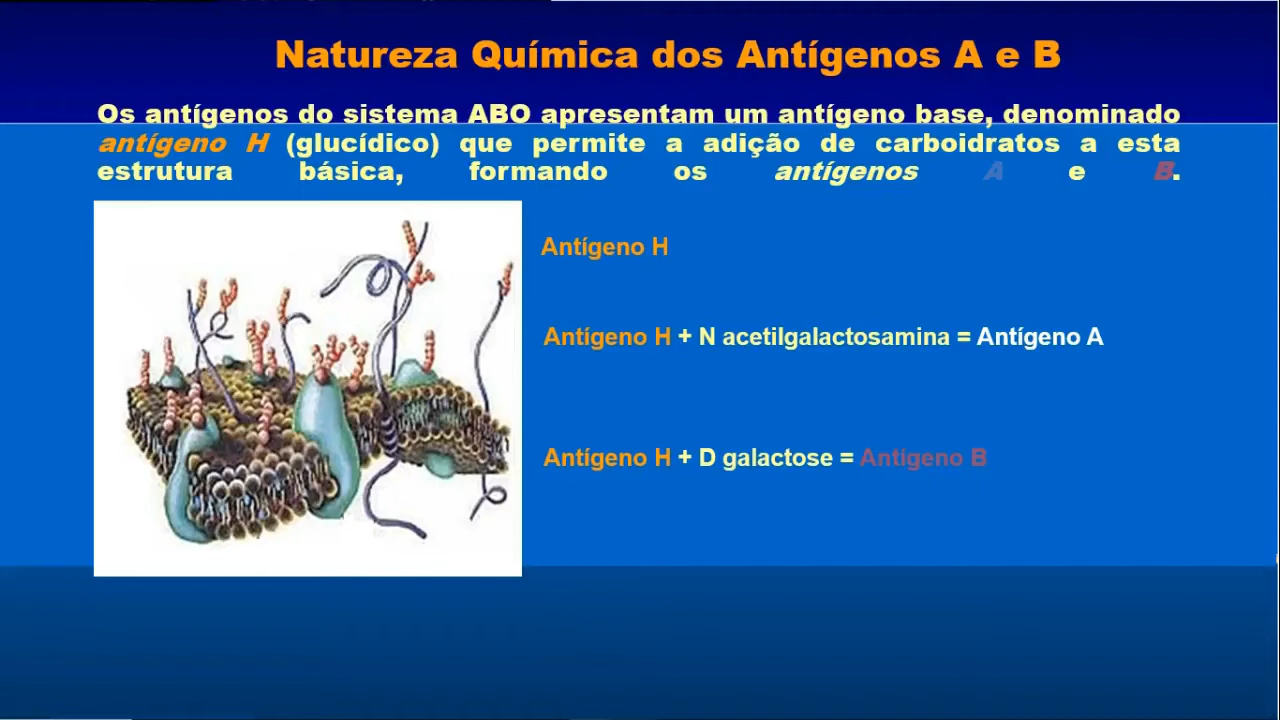 Natureza Química dos Antígenos A e B
Os antígenos do sistema ABO apresentam um antígeno base, denominado
antígeno H (glucídico) que permite a adição de carboidratos a esta
estrutura básica, formando os antígenos A e B.
Antígeno H
Antígeno H + N acetilgalactosamina = Antígeno A
Antígeno H + D galactose = Antigeno B